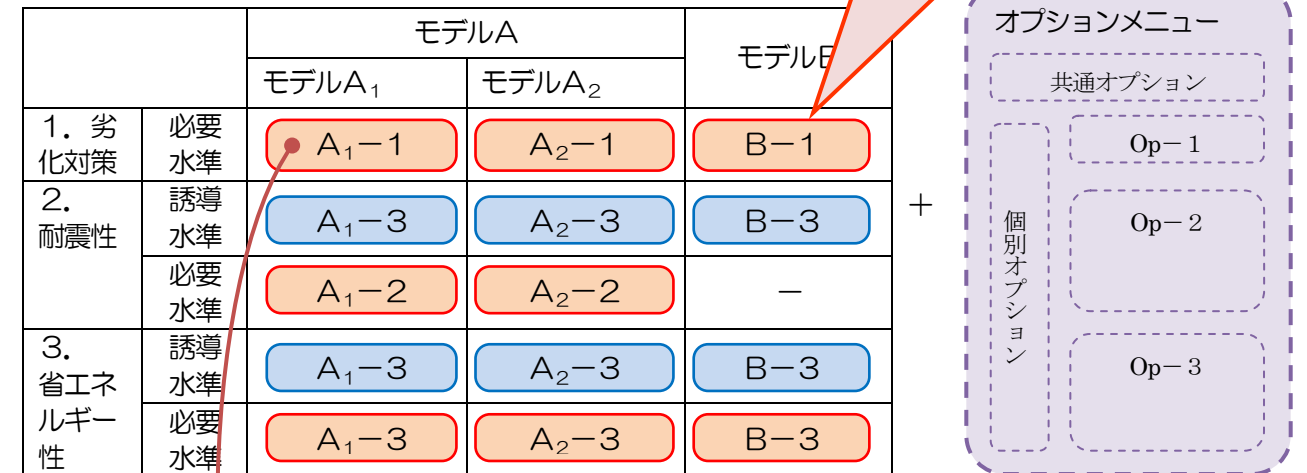 モデルA
モデルB
モデルA₁
モデルA₂
1.劣
化対策
必要
水準
A₁-1
A₂-1
B-1
2.
耐震性
誘導
水準
A₁-3
A₂-3
B-3
必要
水準
A₁-2
A₂-2
-
3.
省エネ
ルギー
性
誘導
水準
A₁-3
A₂-3
B-3
必要
水準
A₁-3
A₂-3
B-3
+
オプションメニュー
共通オプション
個別オプション
Op-1
Op-2
Op-3